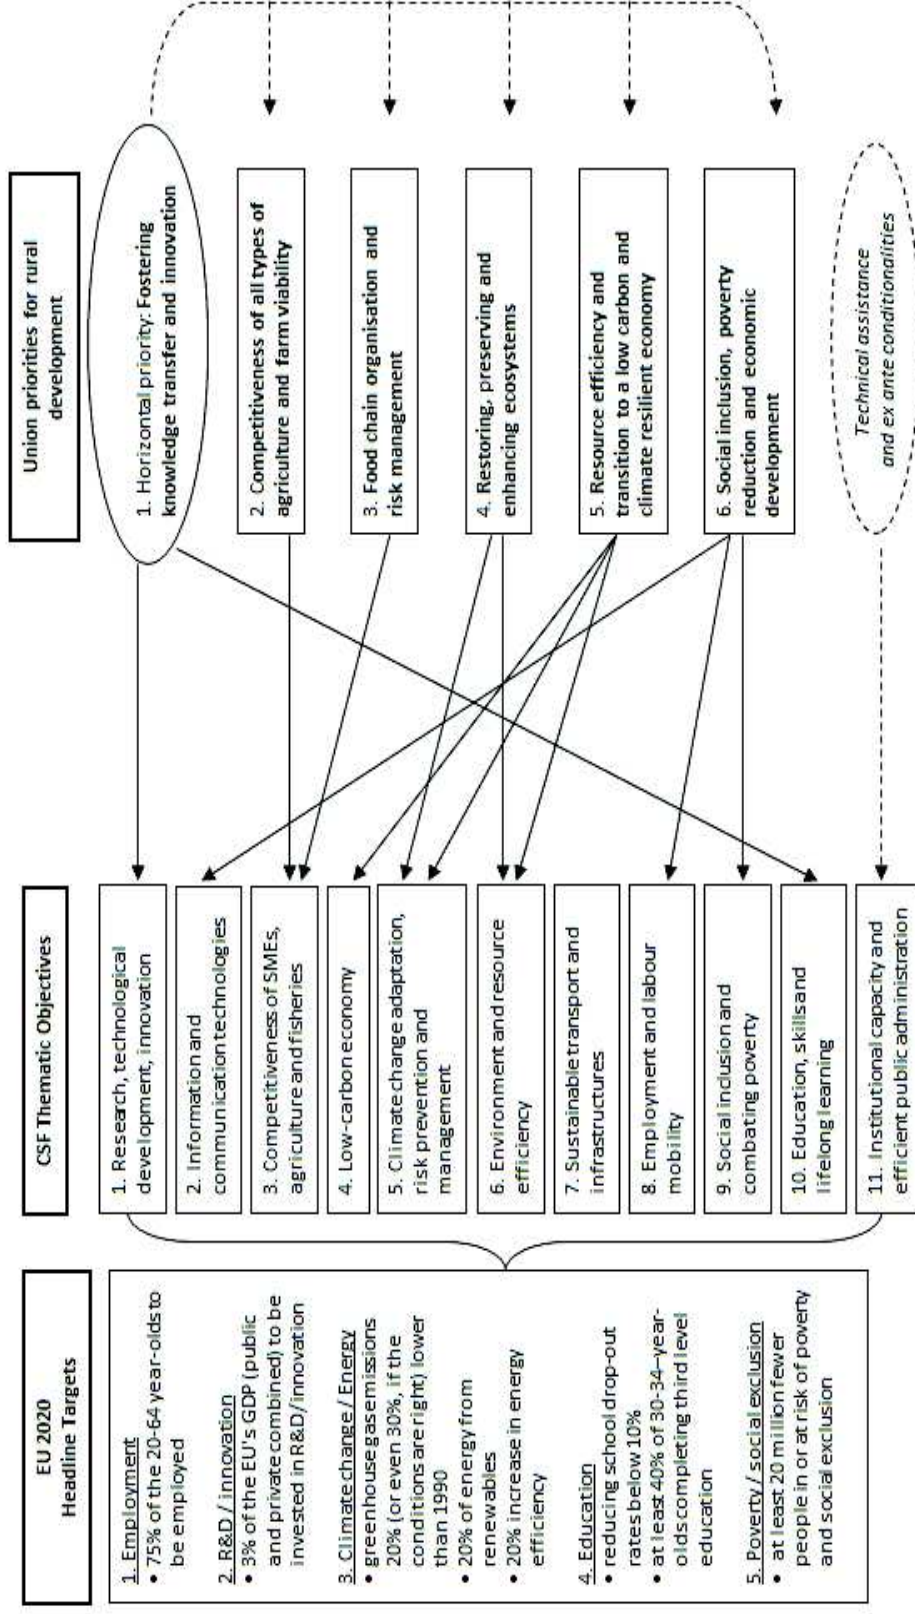 EU 2020
Headline Targets
1. Employment
• 75% of the 20-64 year-olds to
be employed
2. R&D / innovation
• 3% of the EU's GDP (public
and private combined) to be
invested in R&D/innovation
3. Climate change / Energy
• greenhouse gas emissions
20% (or even 30%, if the
conditions are right) lower
than 1990
• 20% of energy from
renewables
• 20% increase in energy
efficiency
4. Education
• reducing school drop-out
rates below 10%
• at least 40% of 30-34–year-
olds completing third level
education
5. Poverty / social exclusion
• at least 20 million fewer
people in or at risk of poverty
and social exclusion
CSF Thematic Objectives
1. Research, technological
development, innovation
2. Information and
communication technologies
3. Competitiveness of SMEs,
agriculture and fisheries
4. Low-carbon economy
5. Climate change adaptation,
risk prevention and
management
6. Environment and resource
efficiency
7. Sustainable transport and
infrastructures
8. Employment and labour
mobility
9. Social inclusion and
combating poverty
10. Education, skills and
lifelong learning
11. Institutional capacity and
efficient public administration
Union priorities for rural
development
1. Horizontal priority: Fostering
knowledge transfer and innovation
2. Competitiveness of all types of
agriculture and farm viability
3. Food chain organisation and
risk management
4. Restoring, preserving and
enhancing ecosystems
5. Resource efficiency and
transition to a low carbon and
climate resilient economy
6. Social inclusion, poverty
reduction and economic
development
Technical assistance
and ex ante conditionalities